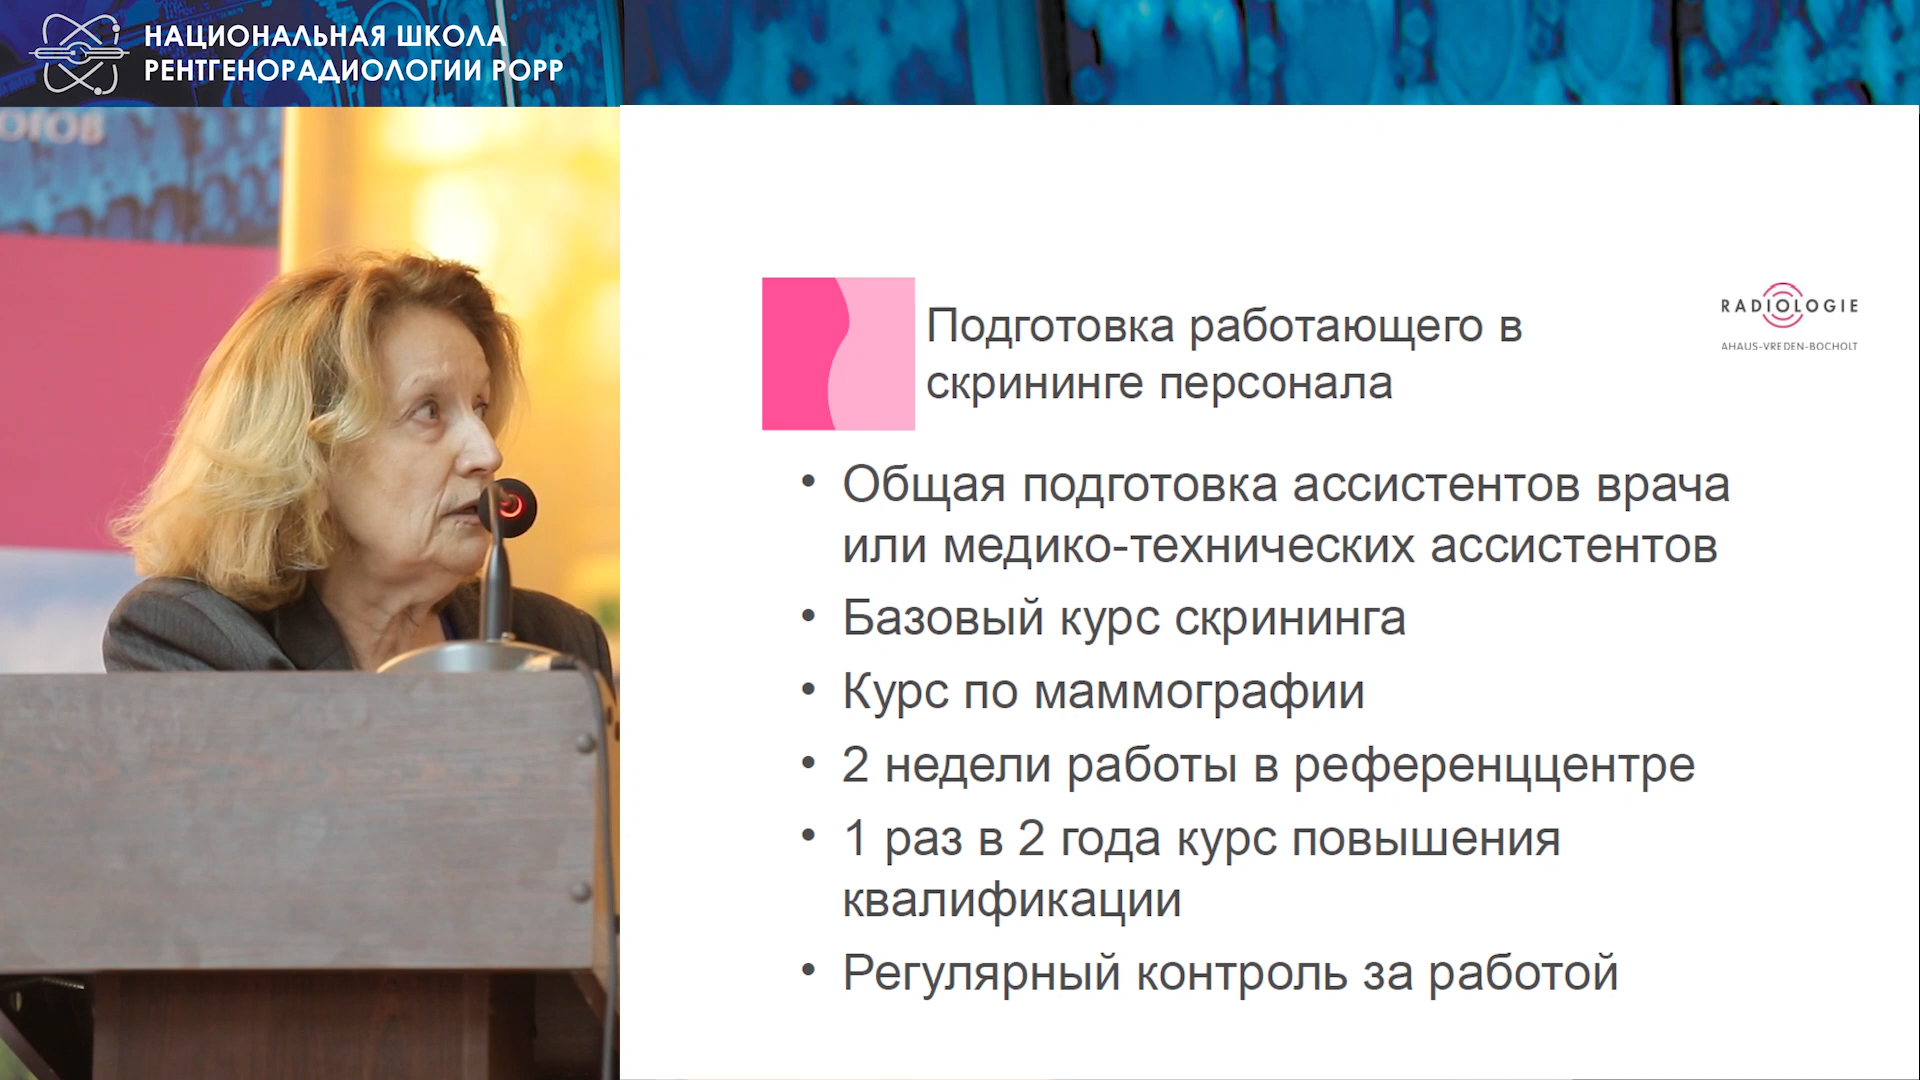 НАЦИОНАЛЬНАЯ ШКОЛА
РЕНТГЕНОРАДИОЛОГИИ РОРР
Подготовка работающего в
скрининге персонала
RADIOLOGIE
AHAUS-VREDEN-BOCHOLT
• Общая подготовка ассистентов врача
или медико-технических ассистентов
• Базовый курс скрининга
• Курс по маммографии
• 2 недели работы в референццентре
• 1 раз в 2 года курс повышения
квалификации
• Регулярный контроль за работой